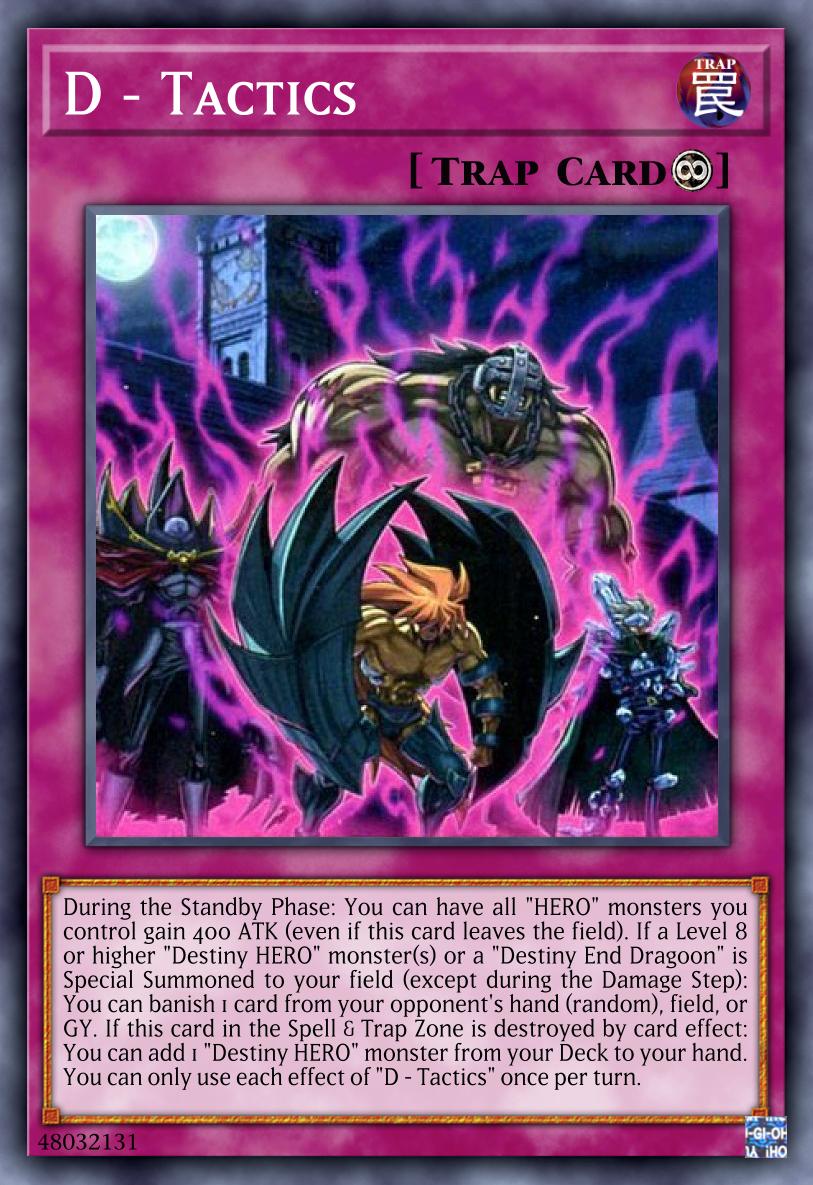 D - Tactics
TRAP
罠
[Trap Card]
During the Standby Phase: You can have all "HERO" monsters you
control gain 400 ATK (even if this card leaves the field). If a Level 8
or higher "Destiny HERO" monster(s) or a "Destiny End Dragoon" is
Special Summoned to your field (except during the Damage Step):
You can banish 1 card from your opponent's hand (random), field, or
GY. If this card in the Spell & Trap Zone is destroyed by card effect:
You can add 1 "Destiny HERO" monster from your Deck to your hand.
You can only use each effect of "D - Tactics" once per turn.
48032131